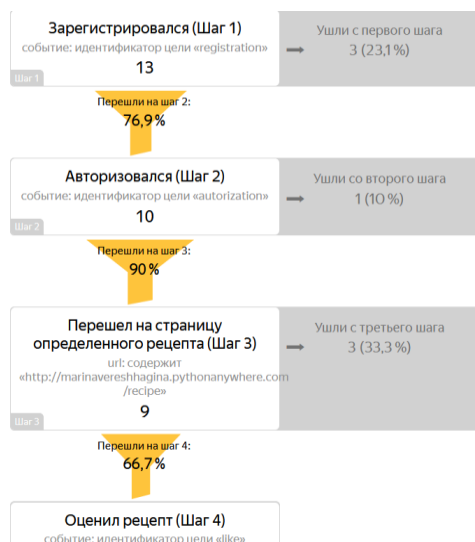 Зарегистрировался (Шаг 1)
событие: идентификатор цели «registration»
13
Шаг 1
Ушли с первого шага
3 (23,1 %)
Перешли на шаг 2:
76,9 %
Авторизовался (Шаг 2)
событие: идентификатор цели «autorization»
10
Шаг 2
Ушли со второго шага
1 (10 %)
Перешли на шаг 3:
90 %
Перешел на страницу
определенного рецепта (Шаг 3)
url: содержит
«http://marinavereshhagina.pythonanywhere.com
/recipe»
9
Шаг 3
Ушли с третьего шага
3 (33,3 %)
Перешли на шаг 4:
66,7 %
Оценил рецепт (Шаг 4)
событие: идентификатор цели «like»